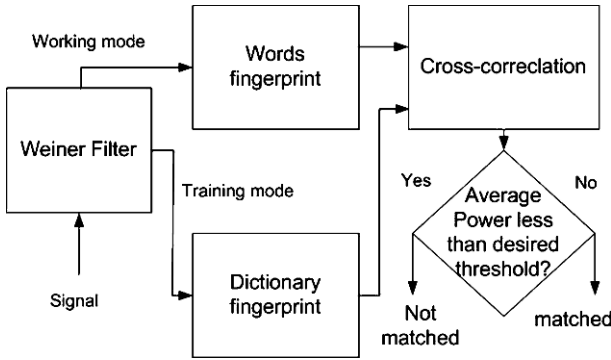 Working mode
Words
fingerprint
Cross-correclation
Weiner Filter
Training mode
Yes
No
Average
Power less
than desired
threshold?
Dictionary
fingerprint
Signal
Not
matched
matched